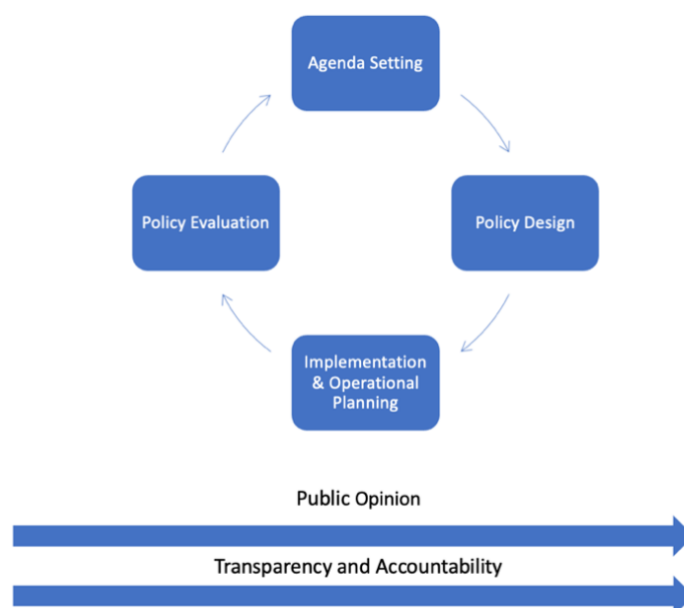 Agenda Setting
Policy Evaluation
Policy Design
Implementation
& Operational
Planning
Public Opinion
Transparency and Accountability